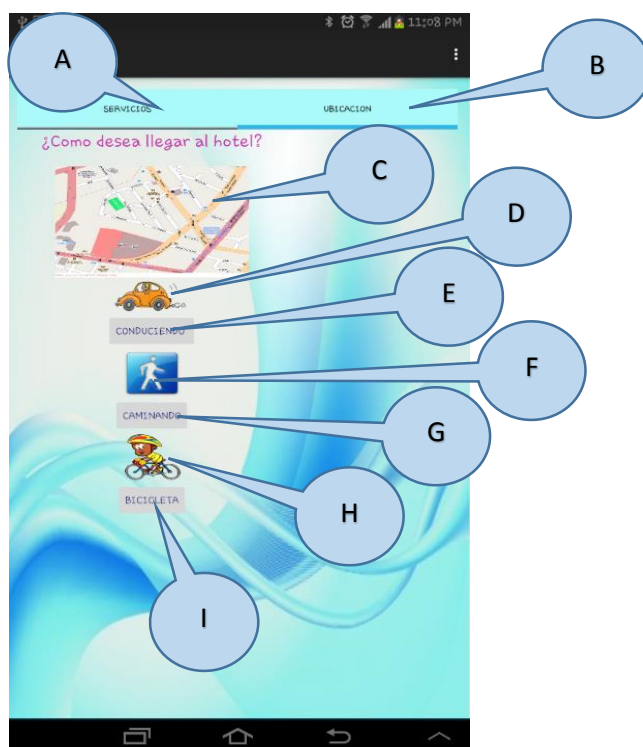 11:08 PM
A
B
SERVICIOS
UBICACION
¿Como desea llegar al hotel?
C
D
E
CONDUCIENDO
F
CAMINANDO
G
H
BICICLETA
I